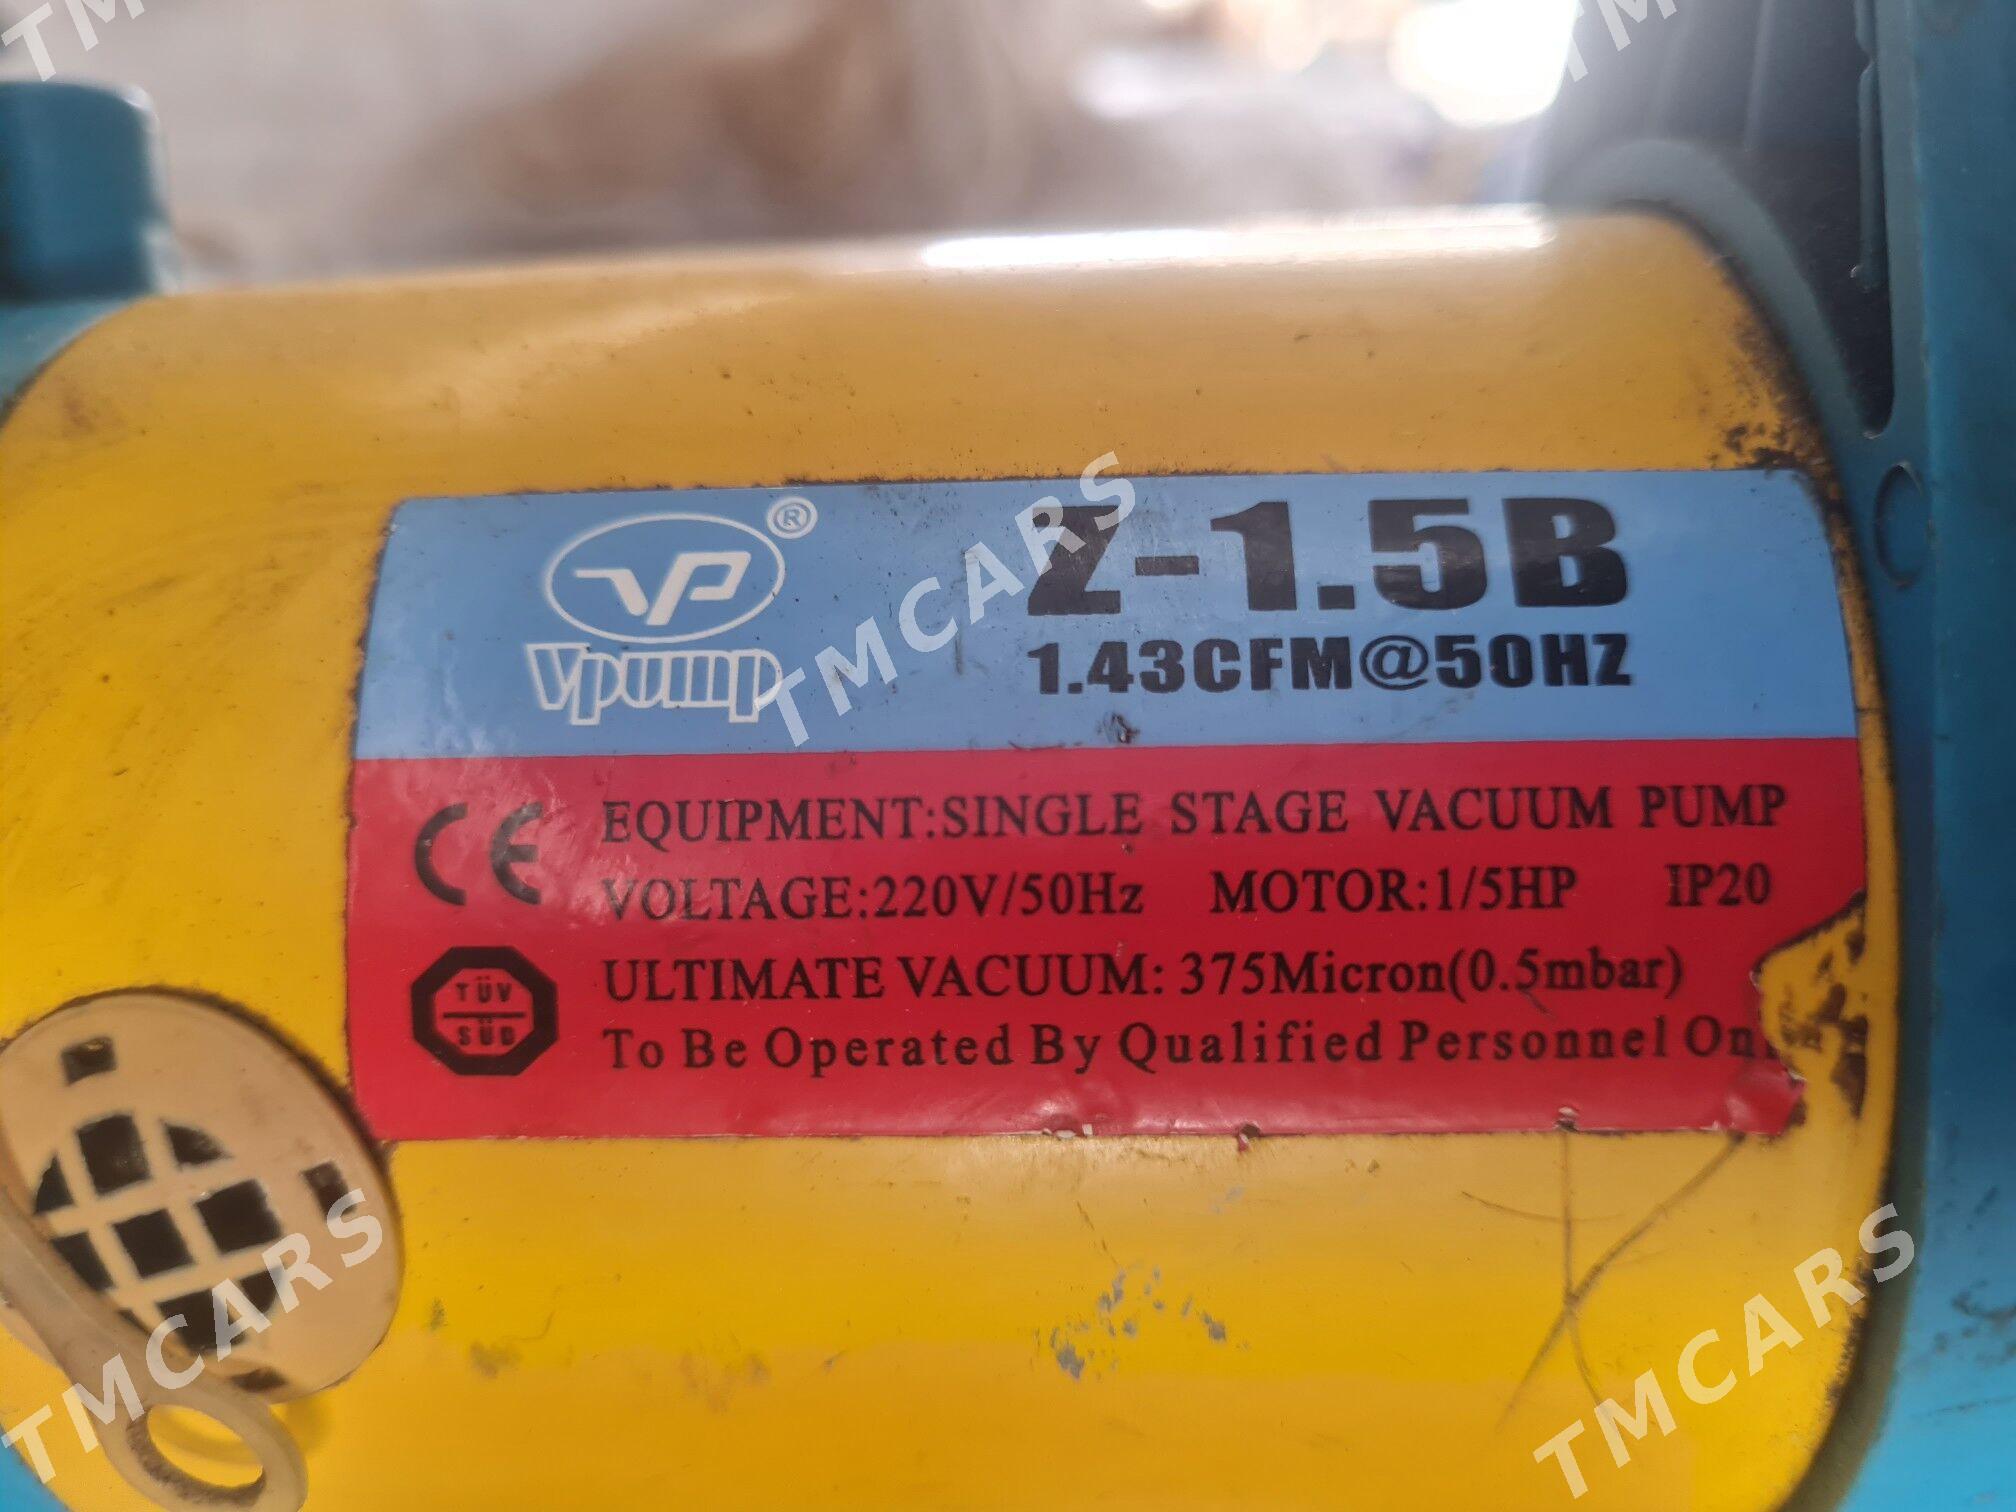 VP®
Vpump
Z-1.5B
1.43CFM@50HZ
CE
EQUIPMENT:SINGLE STAGE VACUUM PUMP
VOLTAGE:220V/50Hz MOTOR:1/5HP IP20
TÜV
SÜD
ULTIMATE VACUUM: 375Micron(0.5mbar)
To Be Operated By Qualified Personnel On
TMCARS
TMCARS
TMCARS